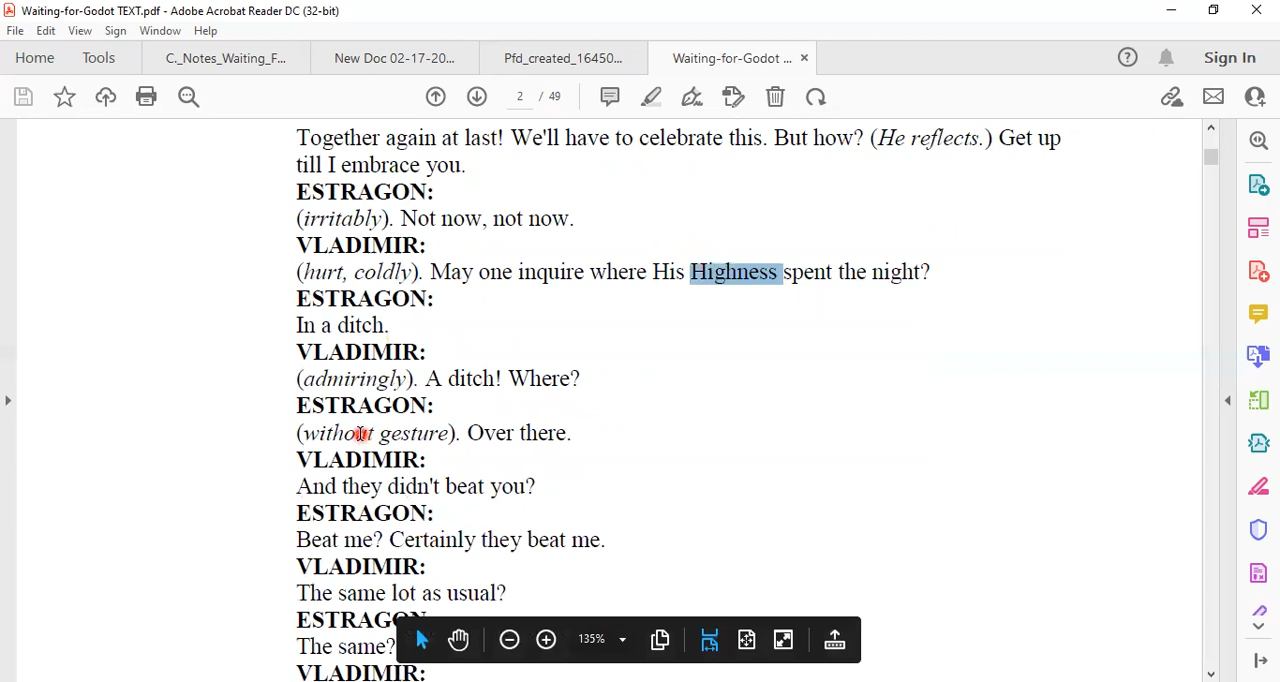 Waiting-for-Godot TEXT.pdf - Adobe Acrobat Reader DC (32-bit)
File Edit View Sign Window Help
Home Tools C._Notes_Waiting_F... New Doc 02-17-20... Pfd_created_16450... Waiting-for-Godot ... × Sign In
2 / 49
Together again at last! We'll have to celebrate this. But how? (He reflects.) Get up
till I embrace you.
ESTRAGON:
(irritably). Not now, not now.
VLADIMIR:
(hurt, coldly). May one inquire where His Highness spent the night?
ESTRAGON:
In a ditch.
VLADIMIR:
(admiringly). A ditch! Where?
ESTRAGON:
(without gesture). Over there.
VLADIMIR:
And they didn't beat you?
ESTRAGON:
Beat me? Certainly they beat me.
VLADIMIR:
The same lot as usual?
ESTRAGON
The same?
135%
VLADIMIR: